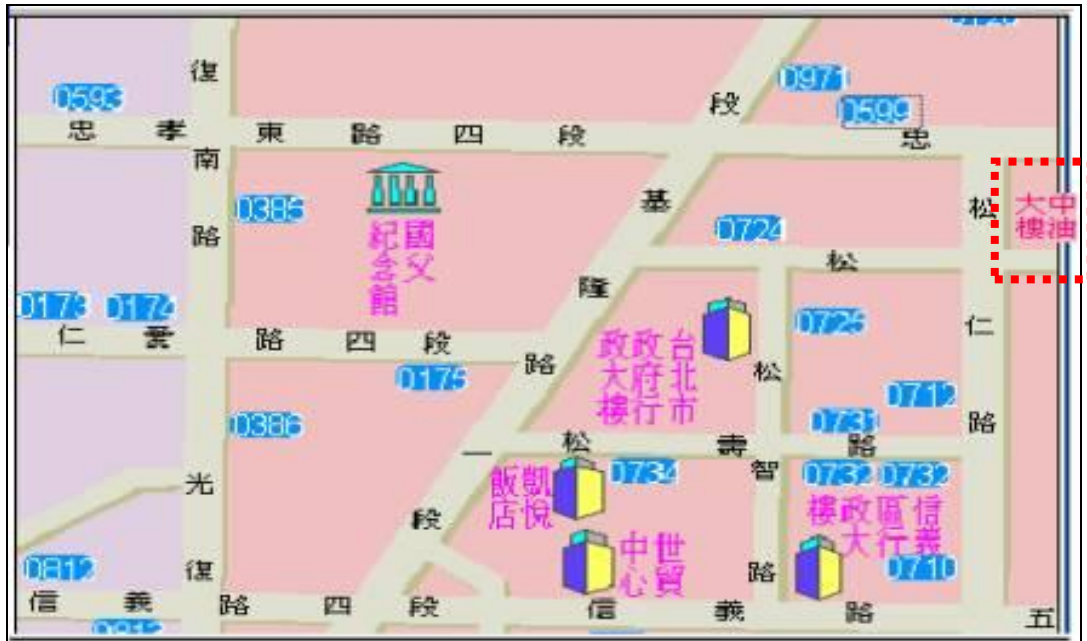 復南路
光復
0593
忠孝東路四段
忠
段
0971
0599
0385
國父
紀念館
基隆路一段
0724
松
松仁路
中油
大樓
0173
0174
仁愛路四段
0175
台北市
政府行
政大樓
0725
0712
0731
0386
松壽路
松智路
凱悅
飯店
0734
0732
0732
世貿
中心
信義
區行
政大
樓
0710
0812
信義路四段
信義路五